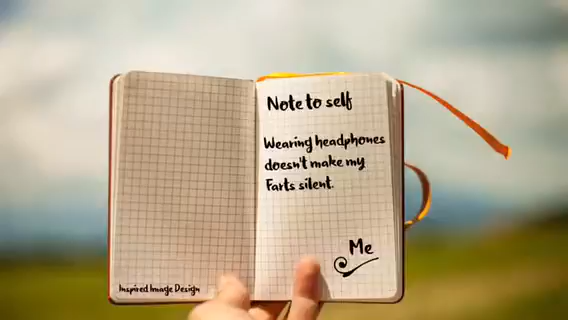 Note to self
Wearing headphones
doesn't make my
Farts silent.
Me
Inspired Image Design